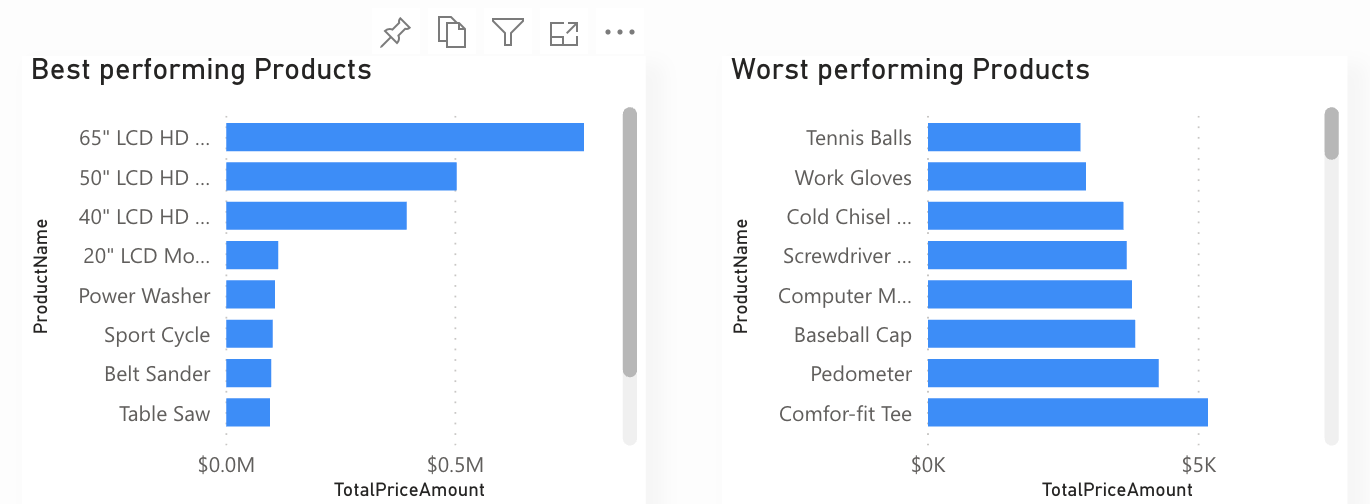 Best performing Products
ProductName
65" LCD HD ...
50" LCD HD ...
40" LCD HD ...
20" LCD Mo...
Power Washer
Sport Cycle
Belt Sander
Table Saw
$0.0M $0.5M
TotalPriceAmount
Worst performing Products
ProductName
Tennis Balls
Work Gloves
Cold Chisel ...
Screwdriver ...
Computer M...
Baseball Cap
Pedometer
Comfor-fit Tee
$0K $5K
TotalPriceAmount